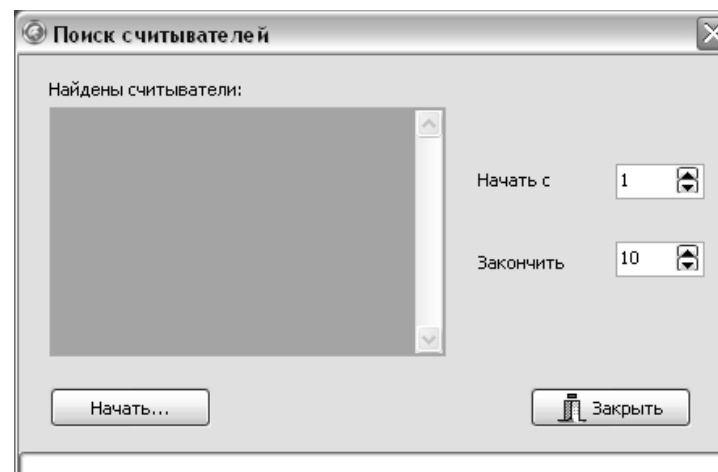 Поиск считывателей
Найдены считыватели:
Начать с 1
Закончить 10
Начать... Закрыть